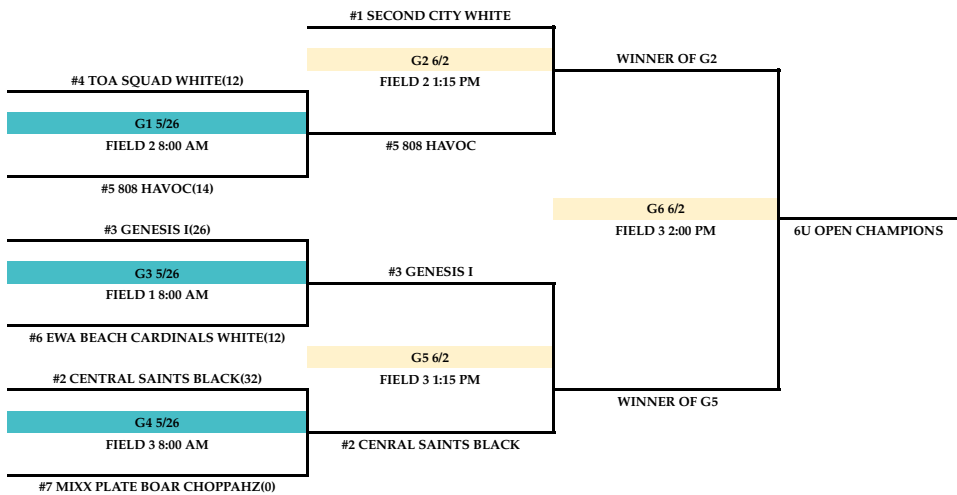 #1 SECOND CITY WHITE
G2 6/2
FIELD 2 1:15 PM
WINNER OF G2
#4 TOA SQUAD WHITE(12)
G1 5/26
FIELD 2 8:00 AM
#5 808 HAVOC
#5 808 HAVOC(14)
G6 6/2
FIELD 3 2:00 PM
6U OPEN CHAMPIONS
#3 GENESIS I(26)
G3 5/26
FIELD 1 8:00 AM
#3 GENESIS I
#6 EWA BEACH CARDINALS WHITE(12)
G5 6/2
FIELD 3 1:15 PM
WINNER OF G5
#2 CENTRAL SAINTS BLACK(32)
G4 5/26
FIELD 3 8:00 AM
#2 CENRAL SAINTS BLACK
#7 MIXX PLATE BOAR CHOPPAHZ(0)